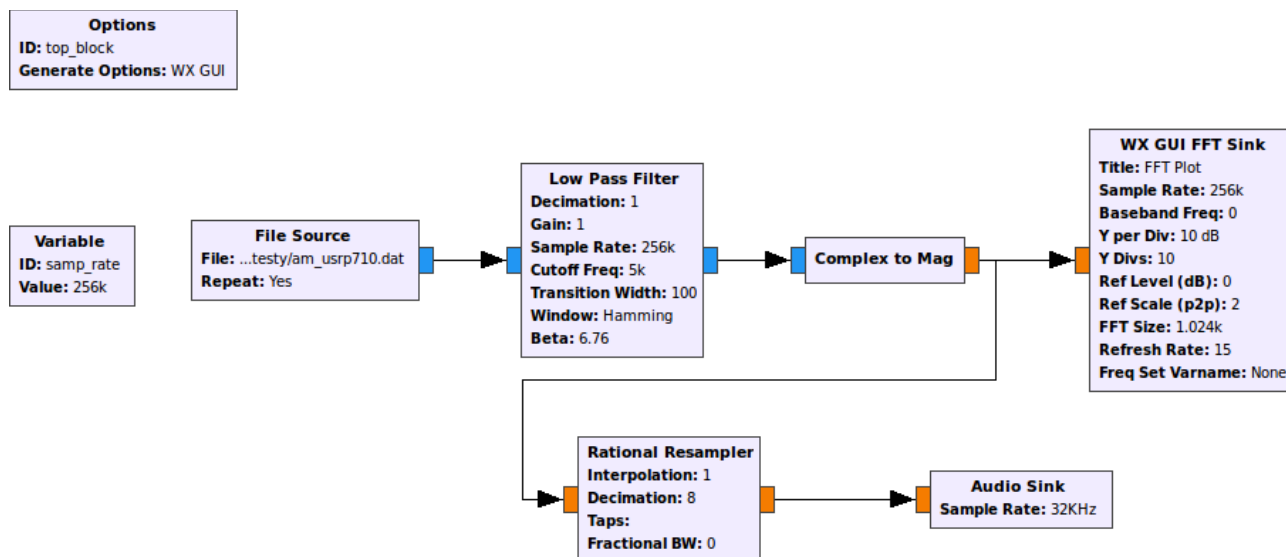 Options
ID: top_block
Generate Options: WX GUI
Variable
ID: samp_rate
Value: 256k
File Source
File: ...testy/am_usrp710.dat
Repeat: Yes
Low Pass Filter
Decimation: 1
Gain: 1
Sample Rate: 256k
Cutoff Freq: 5k
Transition Width: 100
Window: Hamming
Beta: 6.76
Complex to Mag
WX GUI FFT Sink
Title: FFT Plot
Sample Rate: 256k
Baseband Freq: 0
Y per Div: 10 dB
Y Divs: 10
Ref Level (dB): 0
Ref Scale (p2p): 2
FFT Size: 1.024k
Refresh Rate: 15
Freq Set Varname: None
Rational Resampler
Interpolation: 1
Decimation: 8
Taps:
Fractional BW: 0
Audio Sink
Sample Rate: 32KHz